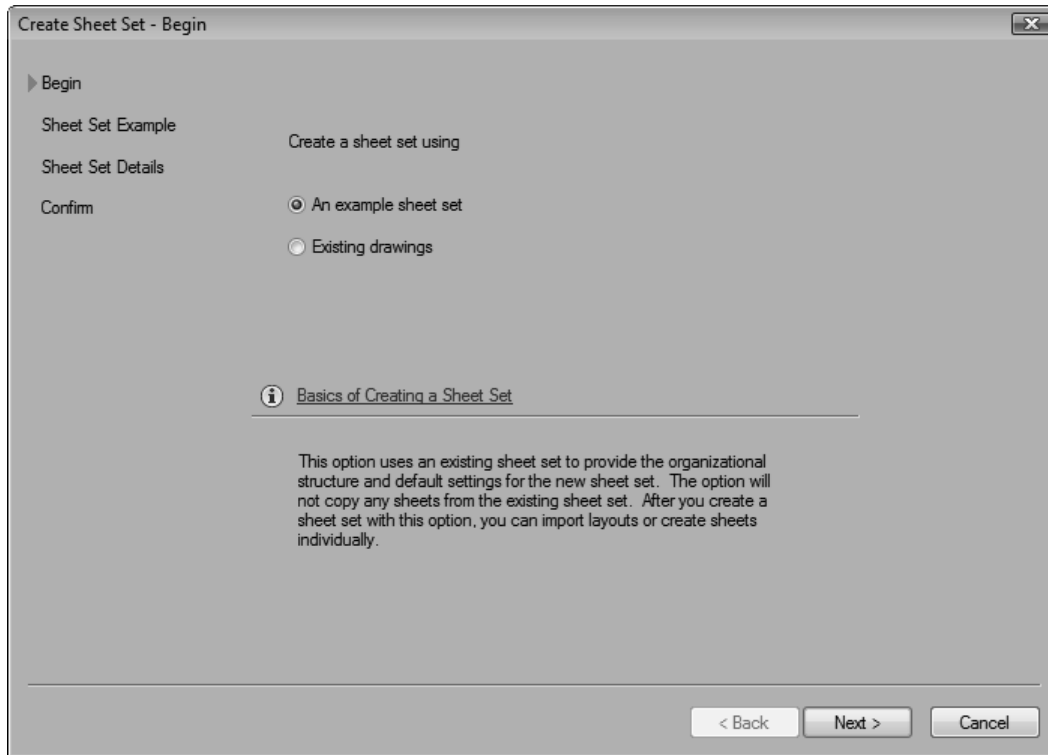 Create Sheet Set - Begin
Begin
Sheet Set Example
Sheet Set Details
Confirm
Create a sheet set using
An example sheet set
Existing drawings
Basics of Creating a Sheet Set
This option uses an existing sheet set to provide the organizational
structure and default settings for the new sheet set. The option will
not copy any sheets from the existing sheet set. After you create a
sheet set with this option, you can import layouts or create sheets
individually.
< Back Next > Cancel